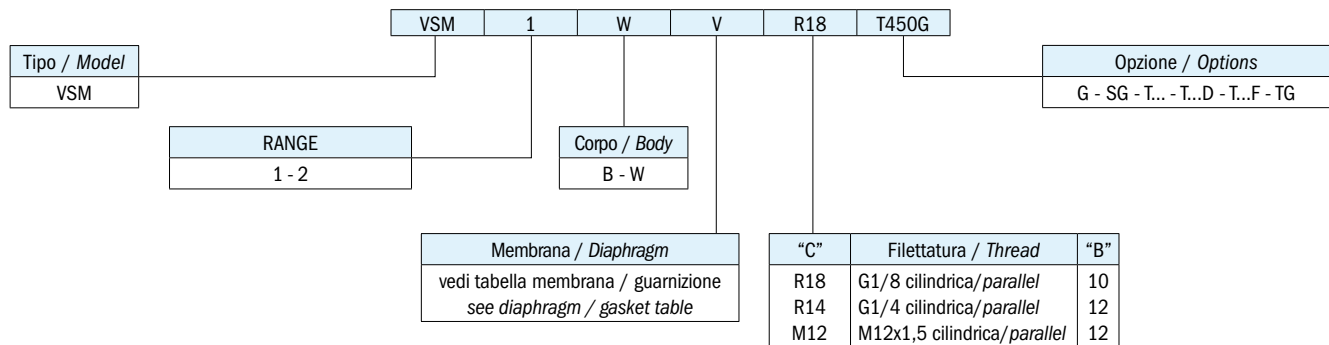 VSM 1 W V R18 T450G
Tipo / Model
VSM
Opzione / Options
G - SG - T... - T...D - T...F - TG
RANGE
1 - 2
Corpo / Body
B - W
Membrana / Diaphragm
vedi tabella membrana / guarnizione
see diaphragm / gasket table
“C” Filettatura / Thread “B”
R18 G1/8 cilindrica/parallel 10
R14 G1/4 cilindrica/parallel 12
M12 M12x1,5 cilindrica/parallel 12